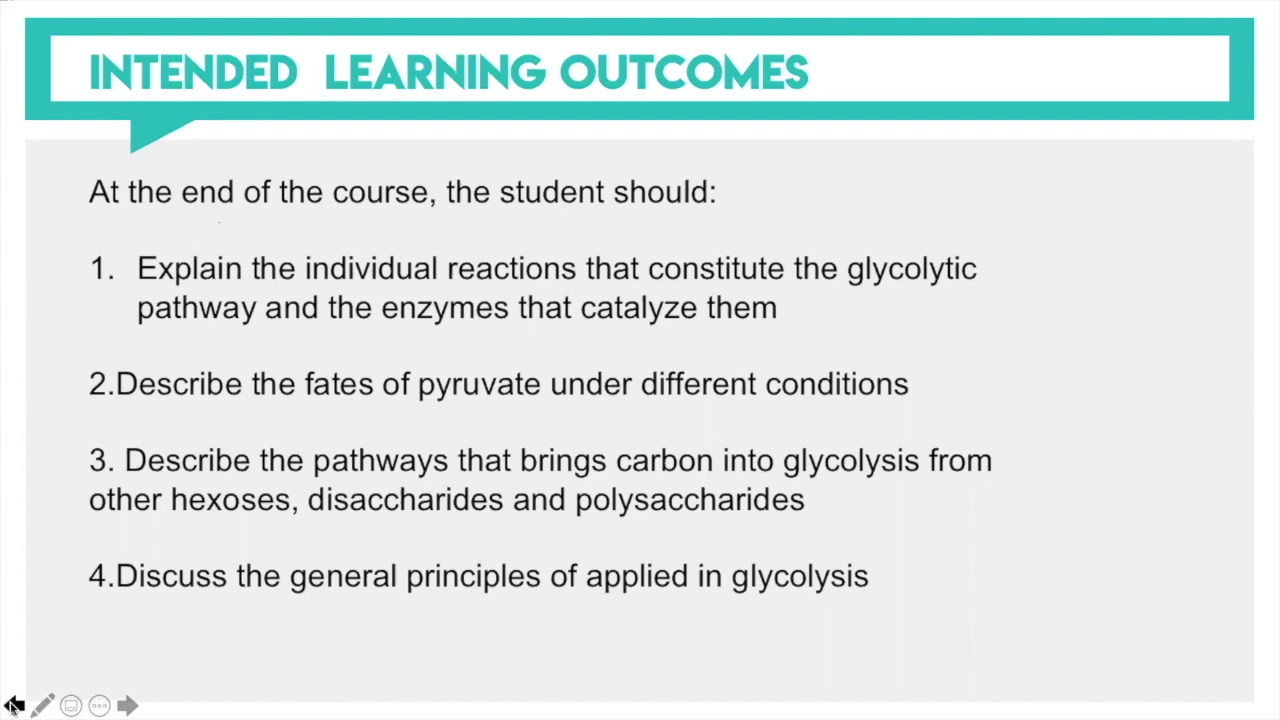 INTENDED LEARNING OUTCOMES
At the end of the course, the student should:
1. Explain the individual reactions that constitute the glycolytic
pathway and the enzymes that catalyze them
2.Describe the fates of pyruvate under different conditions
3. Describe the pathways that brings carbon into glycolysis from
other hexoses, disaccharides and polysaccharides
4.Discuss the general principles of applied in glycolysis